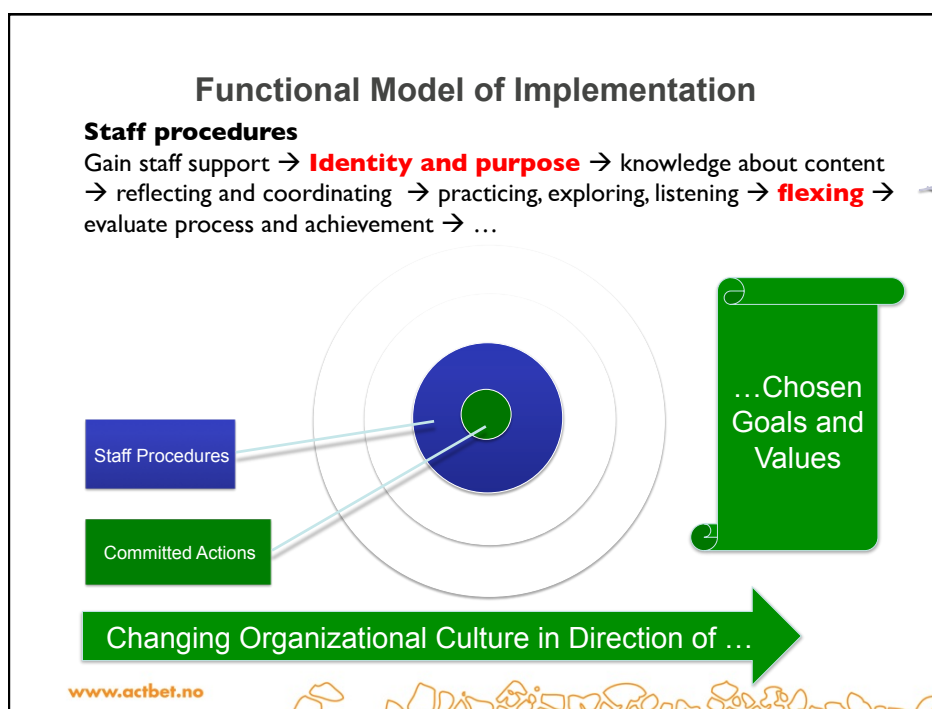 Functional Model of Implementation
Staff procedures
Gain staff support → Identity and purpose → knowledge about content
→ reflecting and coordinating → practicing, exploring, listening → flexing →
evaluate process and achievement → …
…Chosen
Goals and
Values
Staff Procedures
Committed Actions
Changing Organizational Culture in Direction of …
www.actbet.no